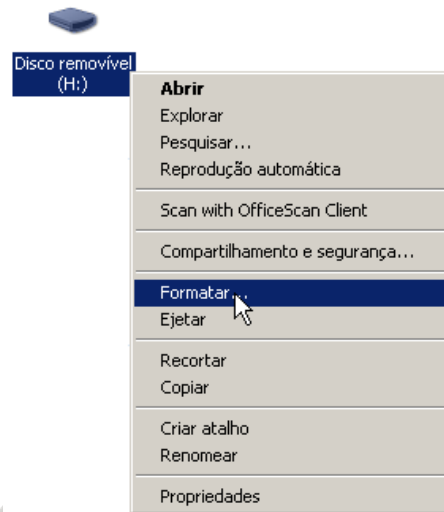 Disco removível
(H:)
Abrir
Explorar
Pesquisar...
Reprodução automática
Scan with OfficeScan Client
Compartilhamento e segurança...
Formatar...
Ejetar
Recortar
Copiar
Criar atalho
Renomear
Propriedades